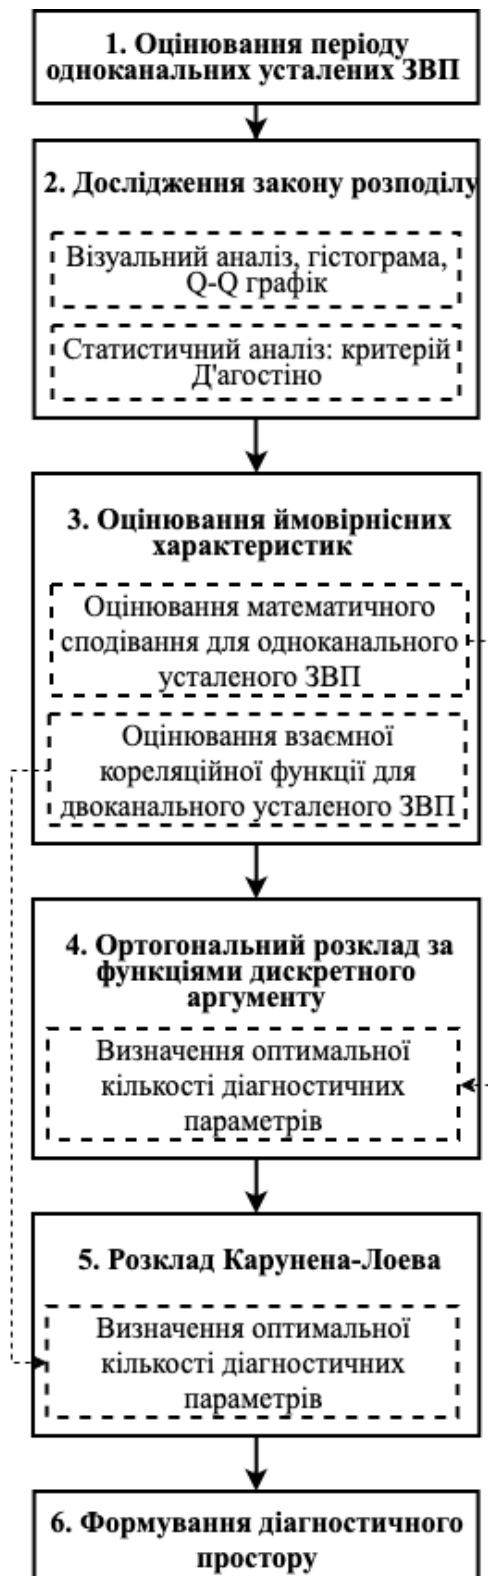 1. Оцінювання періоду
одноканальних усталених ЗВП
2. Дослідження закону розподілу
Візуальний аналіз, гістограма,
Q-Q графік
Статистичний аналіз: критерій
Д'агостіно
3. Оцінювання ймовірнісних
характеристик
Оцінювання математичного
сподівання для одноканального
усталеного ЗВП
Оцінювання взаємної
кореляційної функції для
двоканального усталеного ЗВП
4. Ортогональний розклад за
функціями дискретного
аргументу
Визначення оптимальної
кількості діагностичних
параметрів
5. Розклад Карунена-Лоева
Визначення оптимальної
кількості діагностичних
параметрів
6. Формування діагностичного
простору